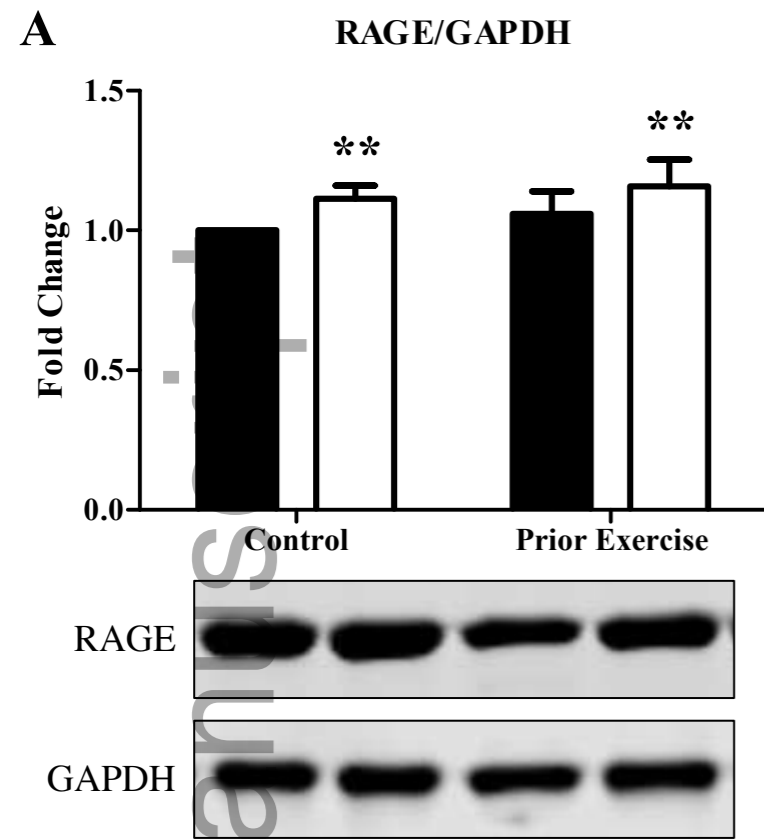 A
RAGE/GAPDH
1.5
**
**
1.0
Fold Change
0.5
0.0
Control
Prior Exercise
RAGE
GAPDH